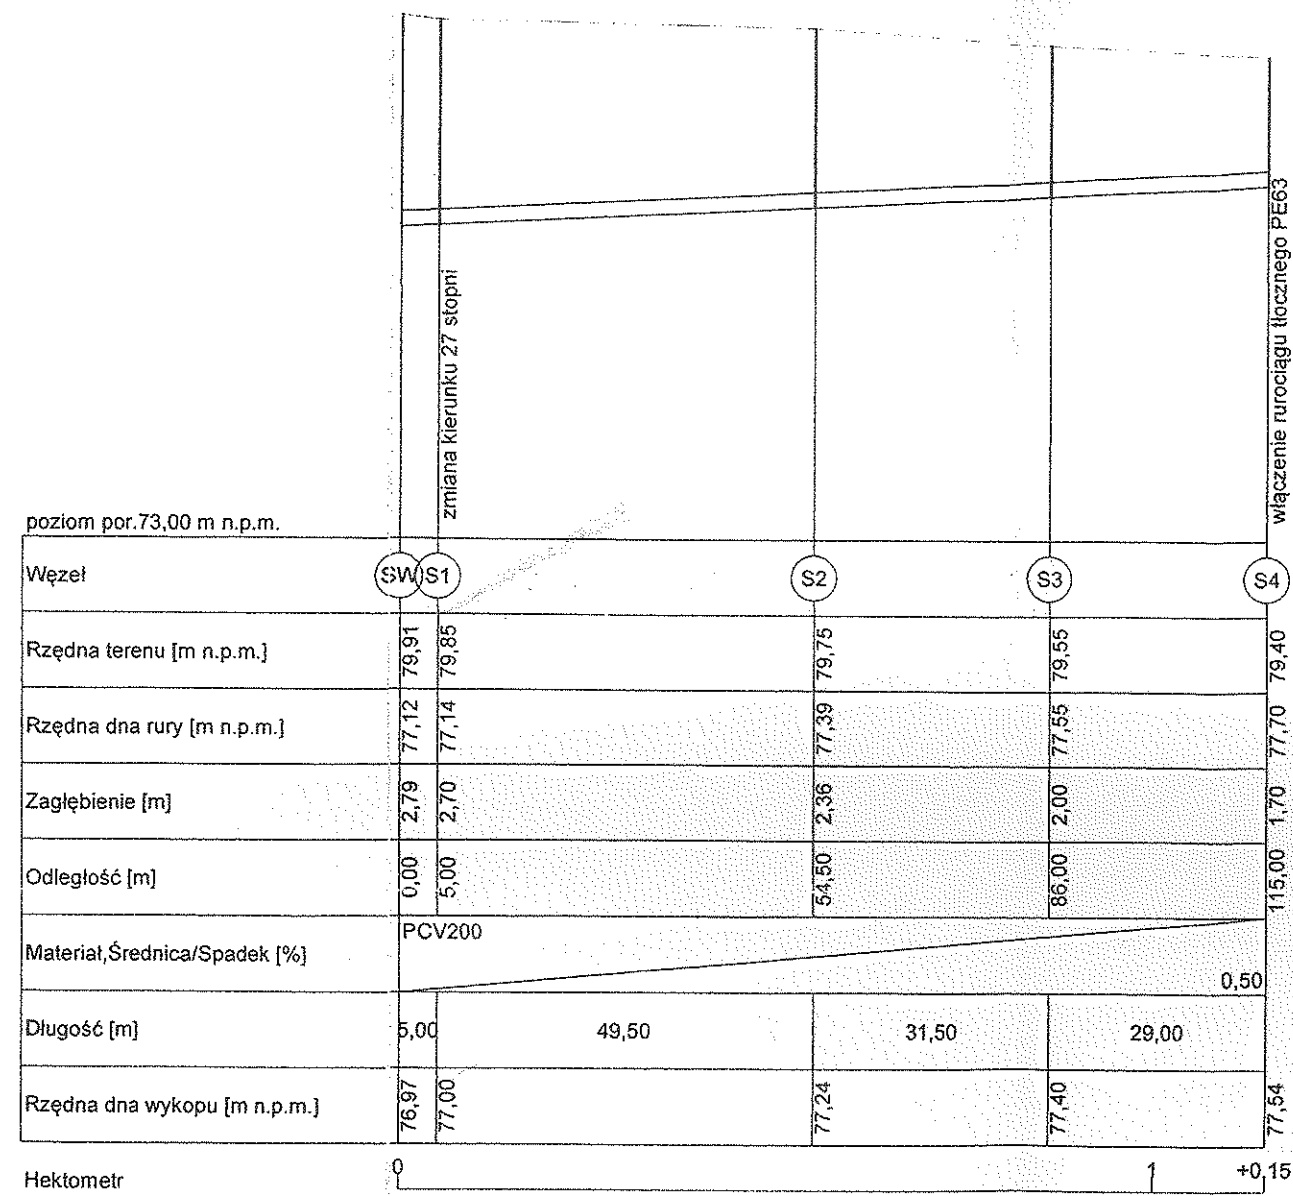 zmiana kierunku 27 stopni
włączenie rurociągu tłocznego PE63
poziom por.73,00 m n.p.m.
Węzeł SW S1 S2 S3 S4
Rzędna terenu [m n.p.m.] 79,91 79,85 79,75 79,55 79,40
Rzędna dna rury [m n.p.m.] 77,12 77,14 77,39 77,55 77,70
Zagłębienie [m] 2,79 2,70 2,36 2,00 1,70
Odległość [m] 0,00 5,00 54,50 86,00 115,00
Materiał,Średnica/Spadek [%] PCV200 0,50
Długość [m] 5,00 49,50 31,50 29,00
Rzędna dna wykopu [m n.p.m.] 76,97 77,00 77,24 77,40 77,54
Hektometr 0 1 +0,15